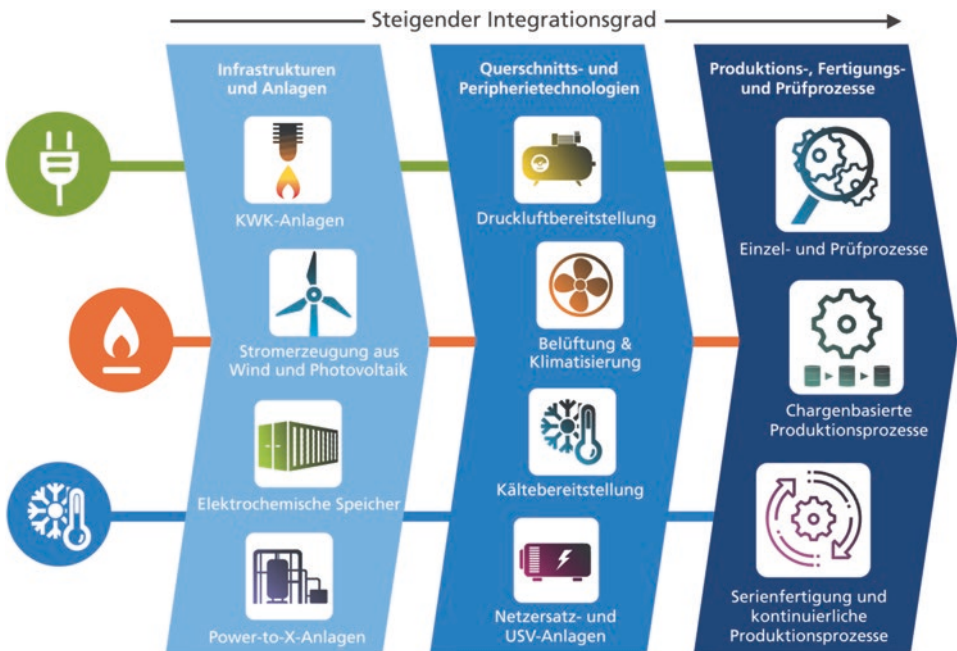 Steigender Integrationsgrad
Infrastrukturen
und Anlagen
KWK-Anlagen
Stromerzeugung aus
Wind und Photovoltaik
Elektrochemische Speicher
Power-to-X-Anlagen
Querschnitts- und
Peripherietechnologien
Druckluftbereitstellung
Belüftung &
Klimatisierung
Kältebereitstellung
Netzersatz- und
USV-Anlagen
Produktions-, Fertigungs-
und Prüfprozesse
Einzel- und Prüfprozesse
Chargenbasierte
Produktionsprozesse
Serienfertigung und
kontinuierliche
Produktionsprozesse